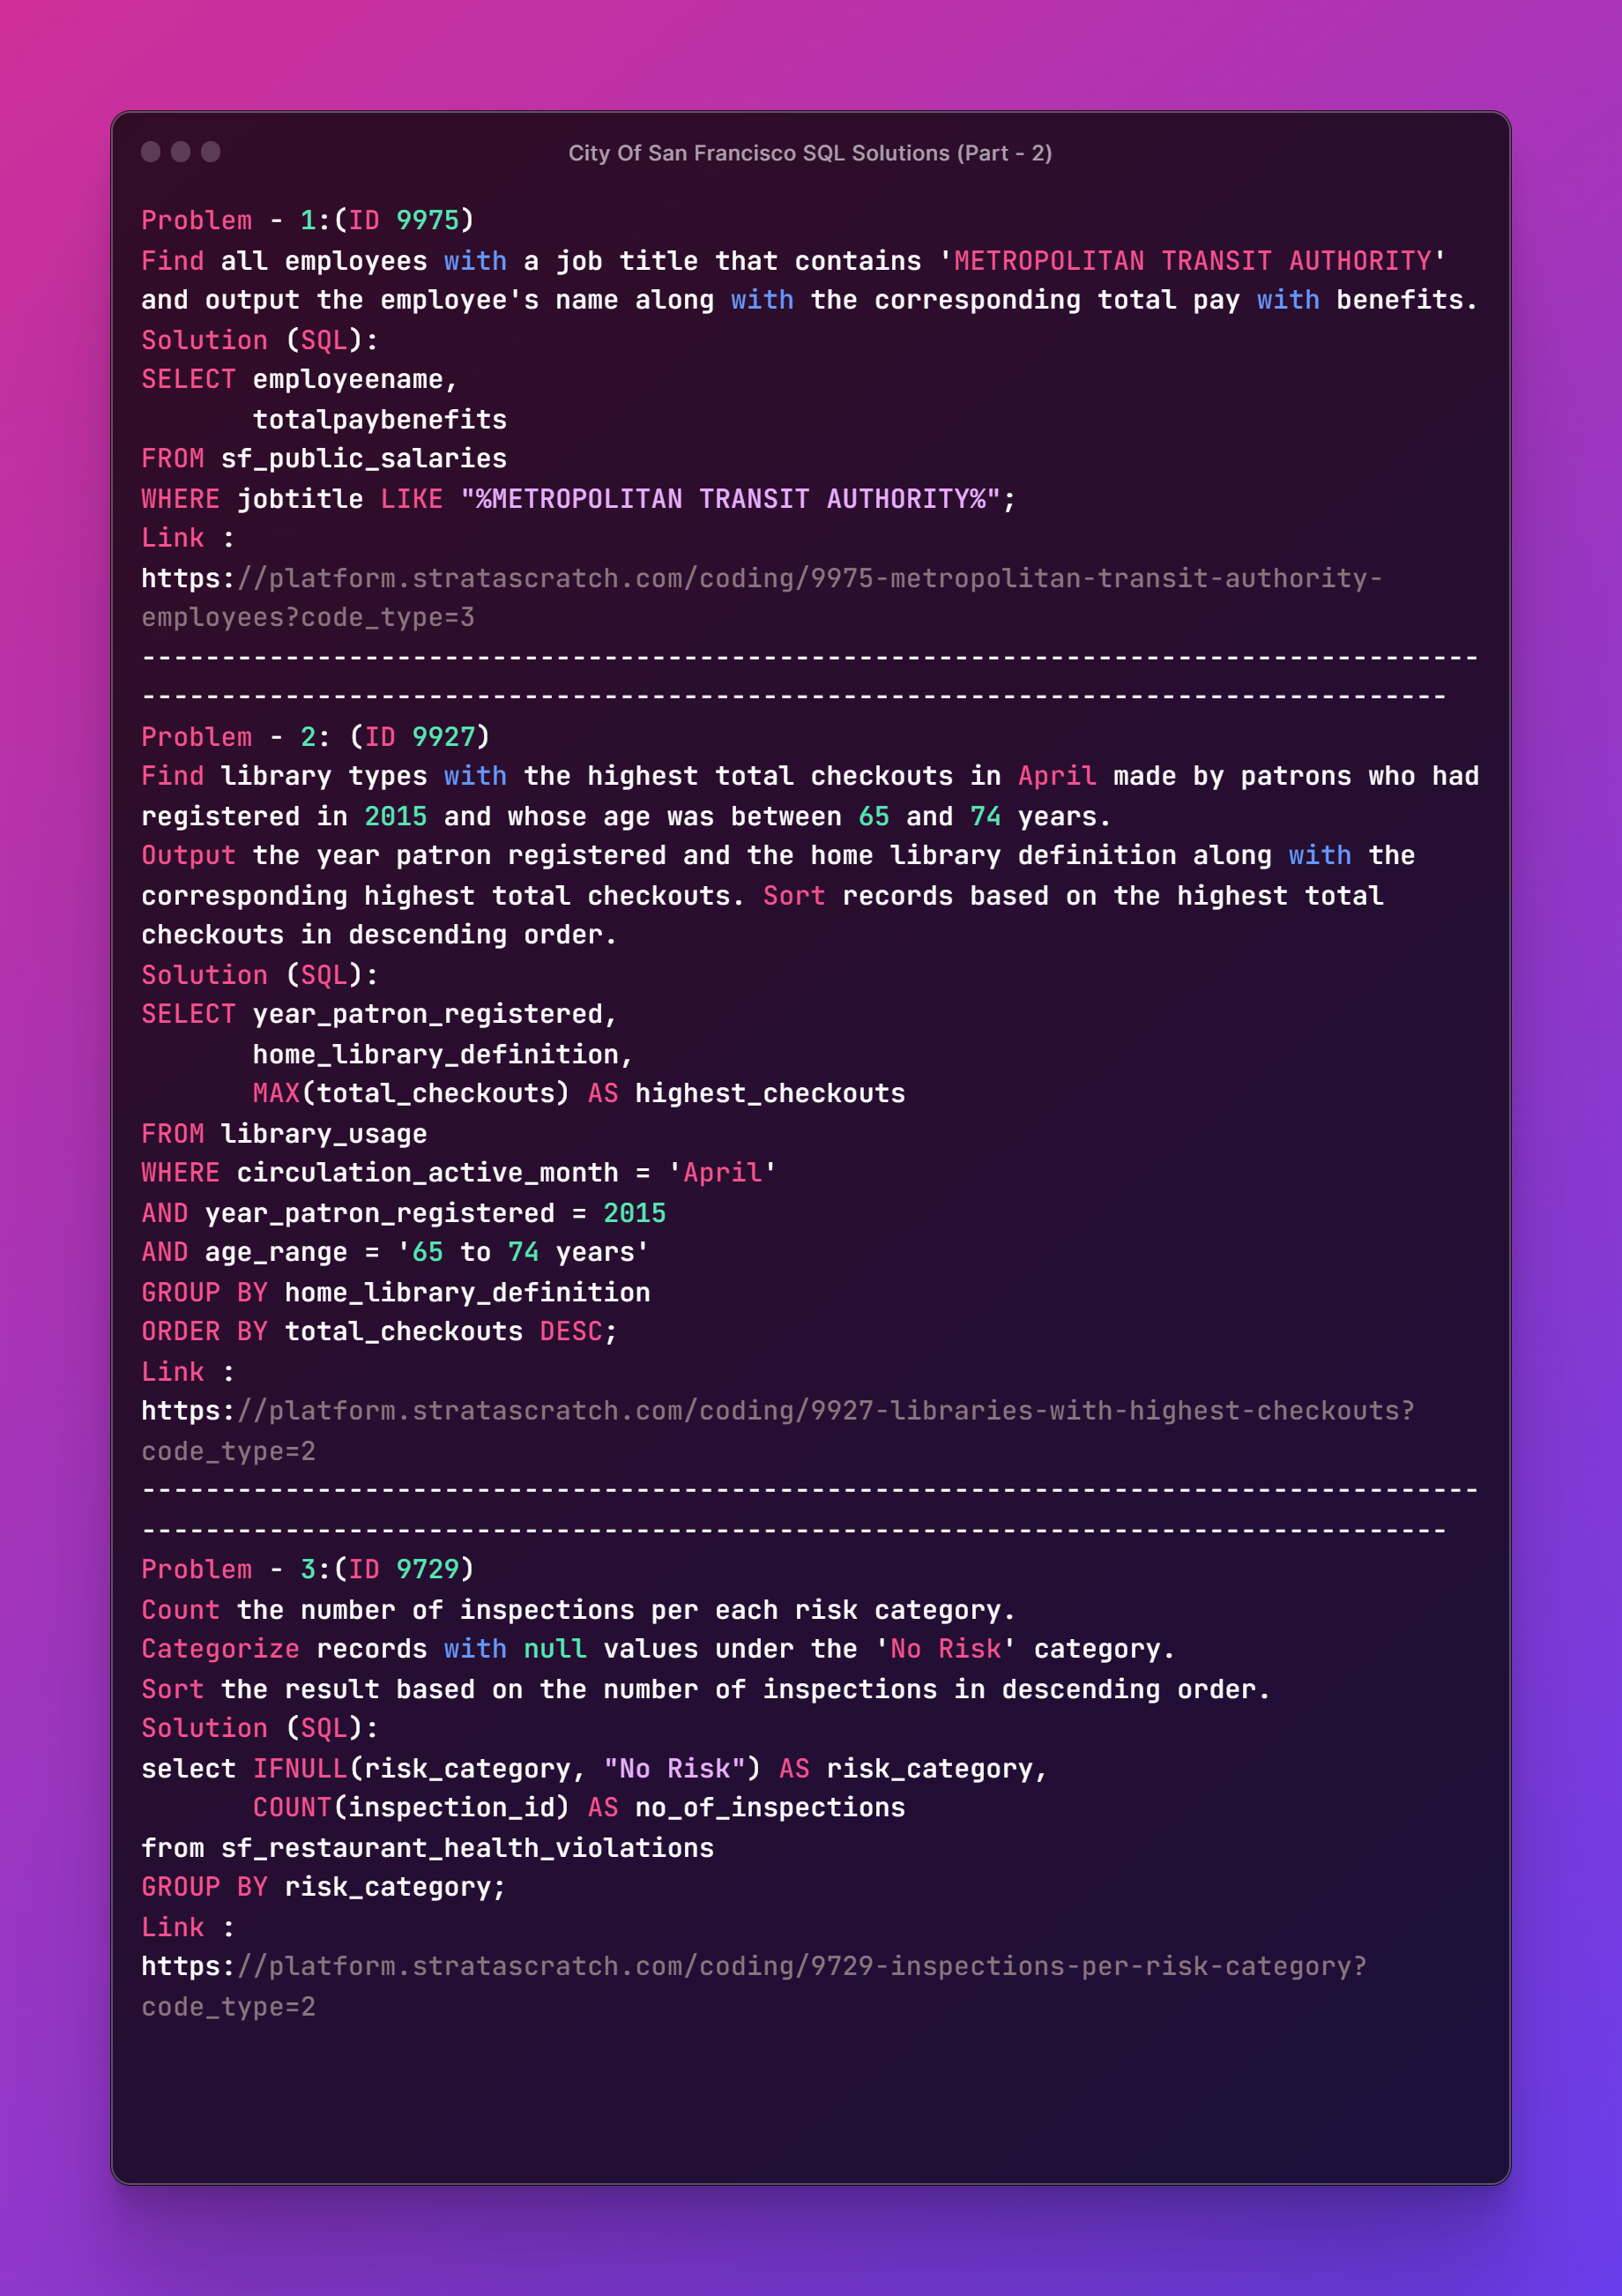 City Of San Francisco SQL Solutions (Part - 2)
Problem - 1:(ID 9975)
Find all employees with a job title that contains 'METROPOLITAN TRANSIT AUTHORITY'
and output the employee's name along with the corresponding total pay with benefits.
Solution (SQL):
SELECT employeename,
       totalpaybenefits
FROM sf_public_salaries
WHERE jobtitle LIKE "%METROPOLITAN TRANSIT AUTHORITY%";
Link :
https://platform.stratascratch.com/coding/9975-metropolitan-transit-authority-
employees?code_type=3
------------------------------------------------------------------------------------
----------------------------------------------------------------------------------
Problem - 2: (ID 9927)
Find library types with the highest total checkouts in April made by patrons who had
registered in 2015 and whose age was between 65 and 74 years.
Output the year patron registered and the home library definition along with the
corresponding highest total checkouts. Sort records based on the highest total
checkouts in descending order.
Solution (SQL):
SELECT year_patron_registered,
       home_library_definition,
       MAX(total_checkouts) AS highest_checkouts
FROM library_usage
WHERE circulation_active_month = 'April'
AND year_patron_registered = 2015
AND age_range = '65 to 74 years'
GROUP BY home_library_definition
ORDER BY total_checkouts DESC;
Link :
https://platform.stratascratch.com/coding/9927-libraries-with-highest-checkouts?
code_type=2
------------------------------------------------------------------------------------
----------------------------------------------------------------------------------
Problem - 3:(ID 9729)
Count the number of inspections per each risk category.
Categorize records with null values under the 'No Risk' category.
Sort the result based on the number of inspections in descending order.
Solution (SQL):
select IFNULL(risk_category, "No Risk") AS risk_category,
       COUNT(inspection_id) AS no_of_inspections
from sf_restaurant_health_violations
GROUP BY risk_category;
Link :
https://platform.stratascratch.com/coding/9729-inspections-per-risk-category?
code_type=2